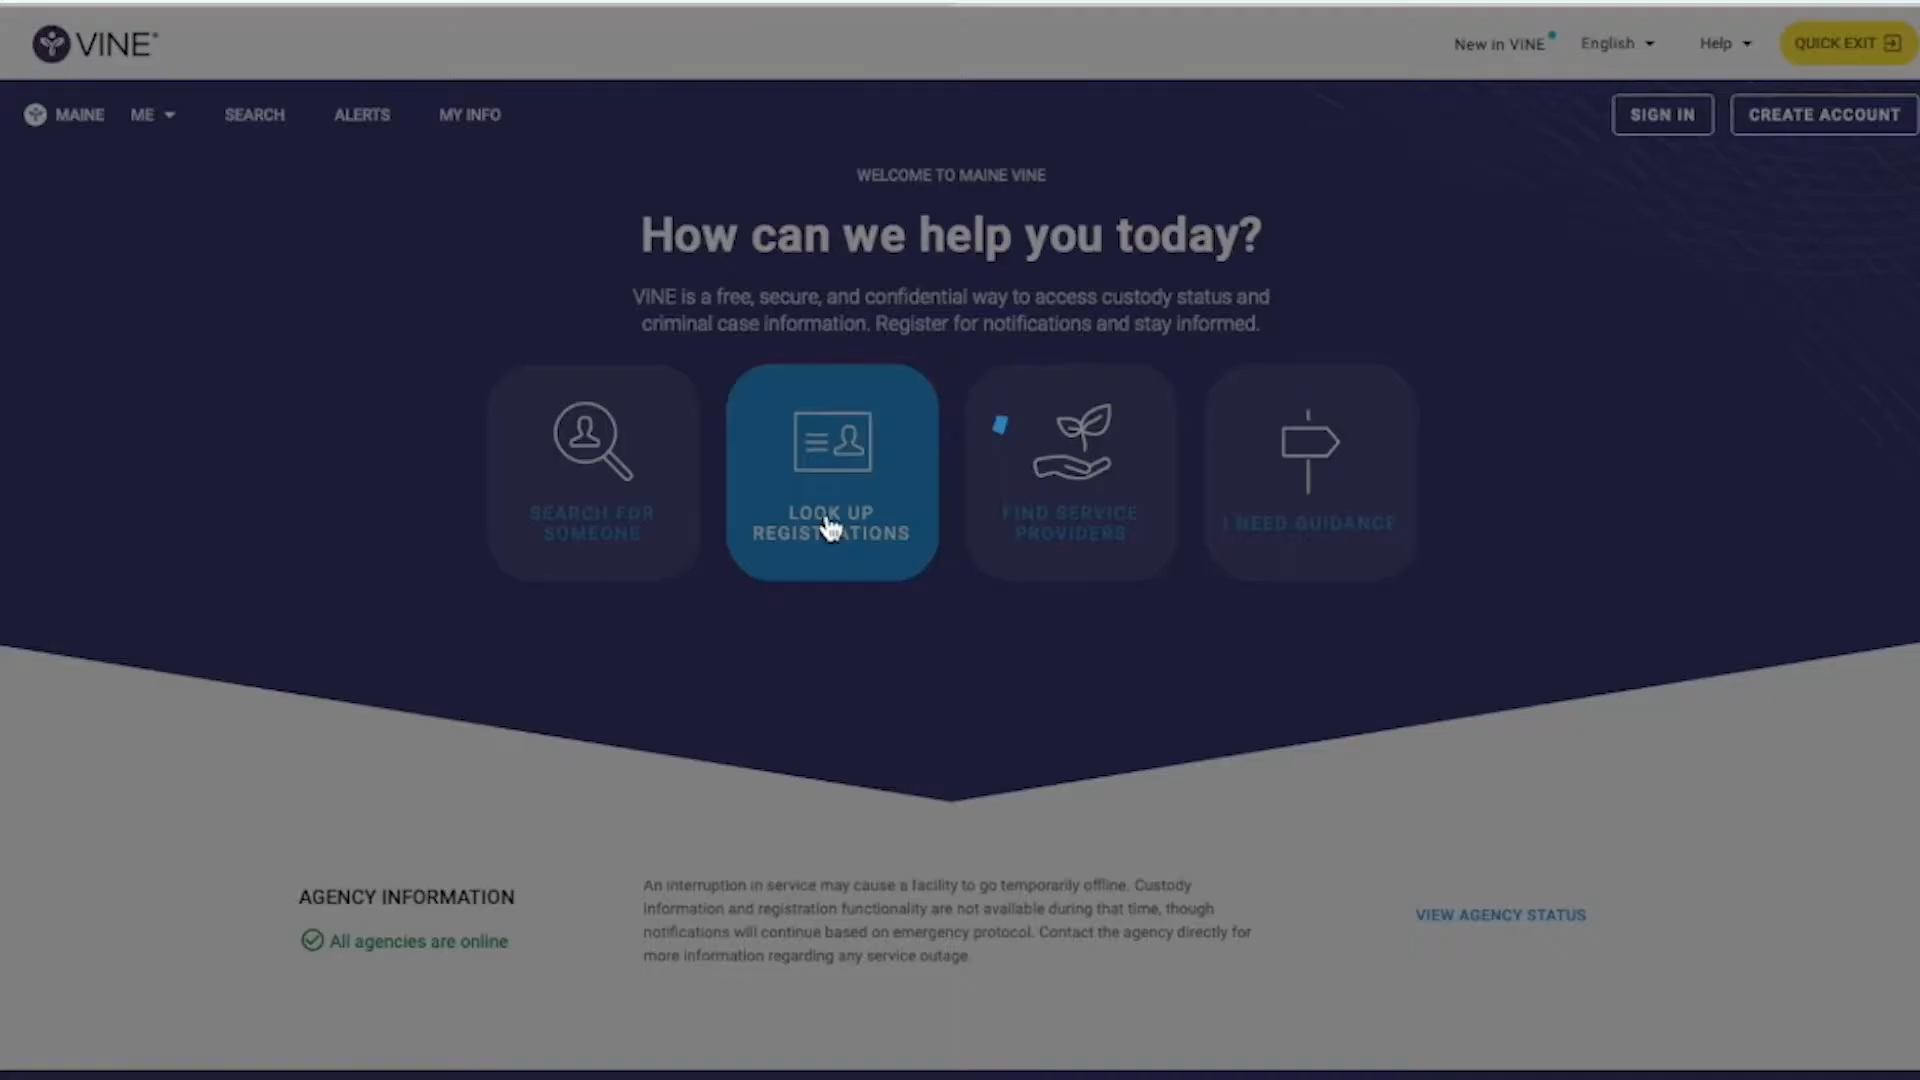 VINE®
New in VINE
English
Help
QUICK EXIT
MAINE
ME
SEARCH
ALERTS
MY INFO
SIGN IN
CREATE ACCOUNT
WELCOME TO MAINE VINE
How can we help you today?
VINE is a free, secure, and confidential way to access custody status and
criminal case information. Register for notifications and stay informed.
SEARCH FOR
SOMEONE
LOOK UP
REGISTRATIONS
FIND SERVICE
PROVIDERS
I NEED GUIDANCE
AGENCY INFORMATION
All agencies are online
An interruption in service may cause a facility to go temporarily offline. Custody
information and registration functionality are not available during that time, though
notifications will continue based on emergency protocol. Contact the agency directly for
more information regarding any service outage.
VIEW AGENCY STATUS